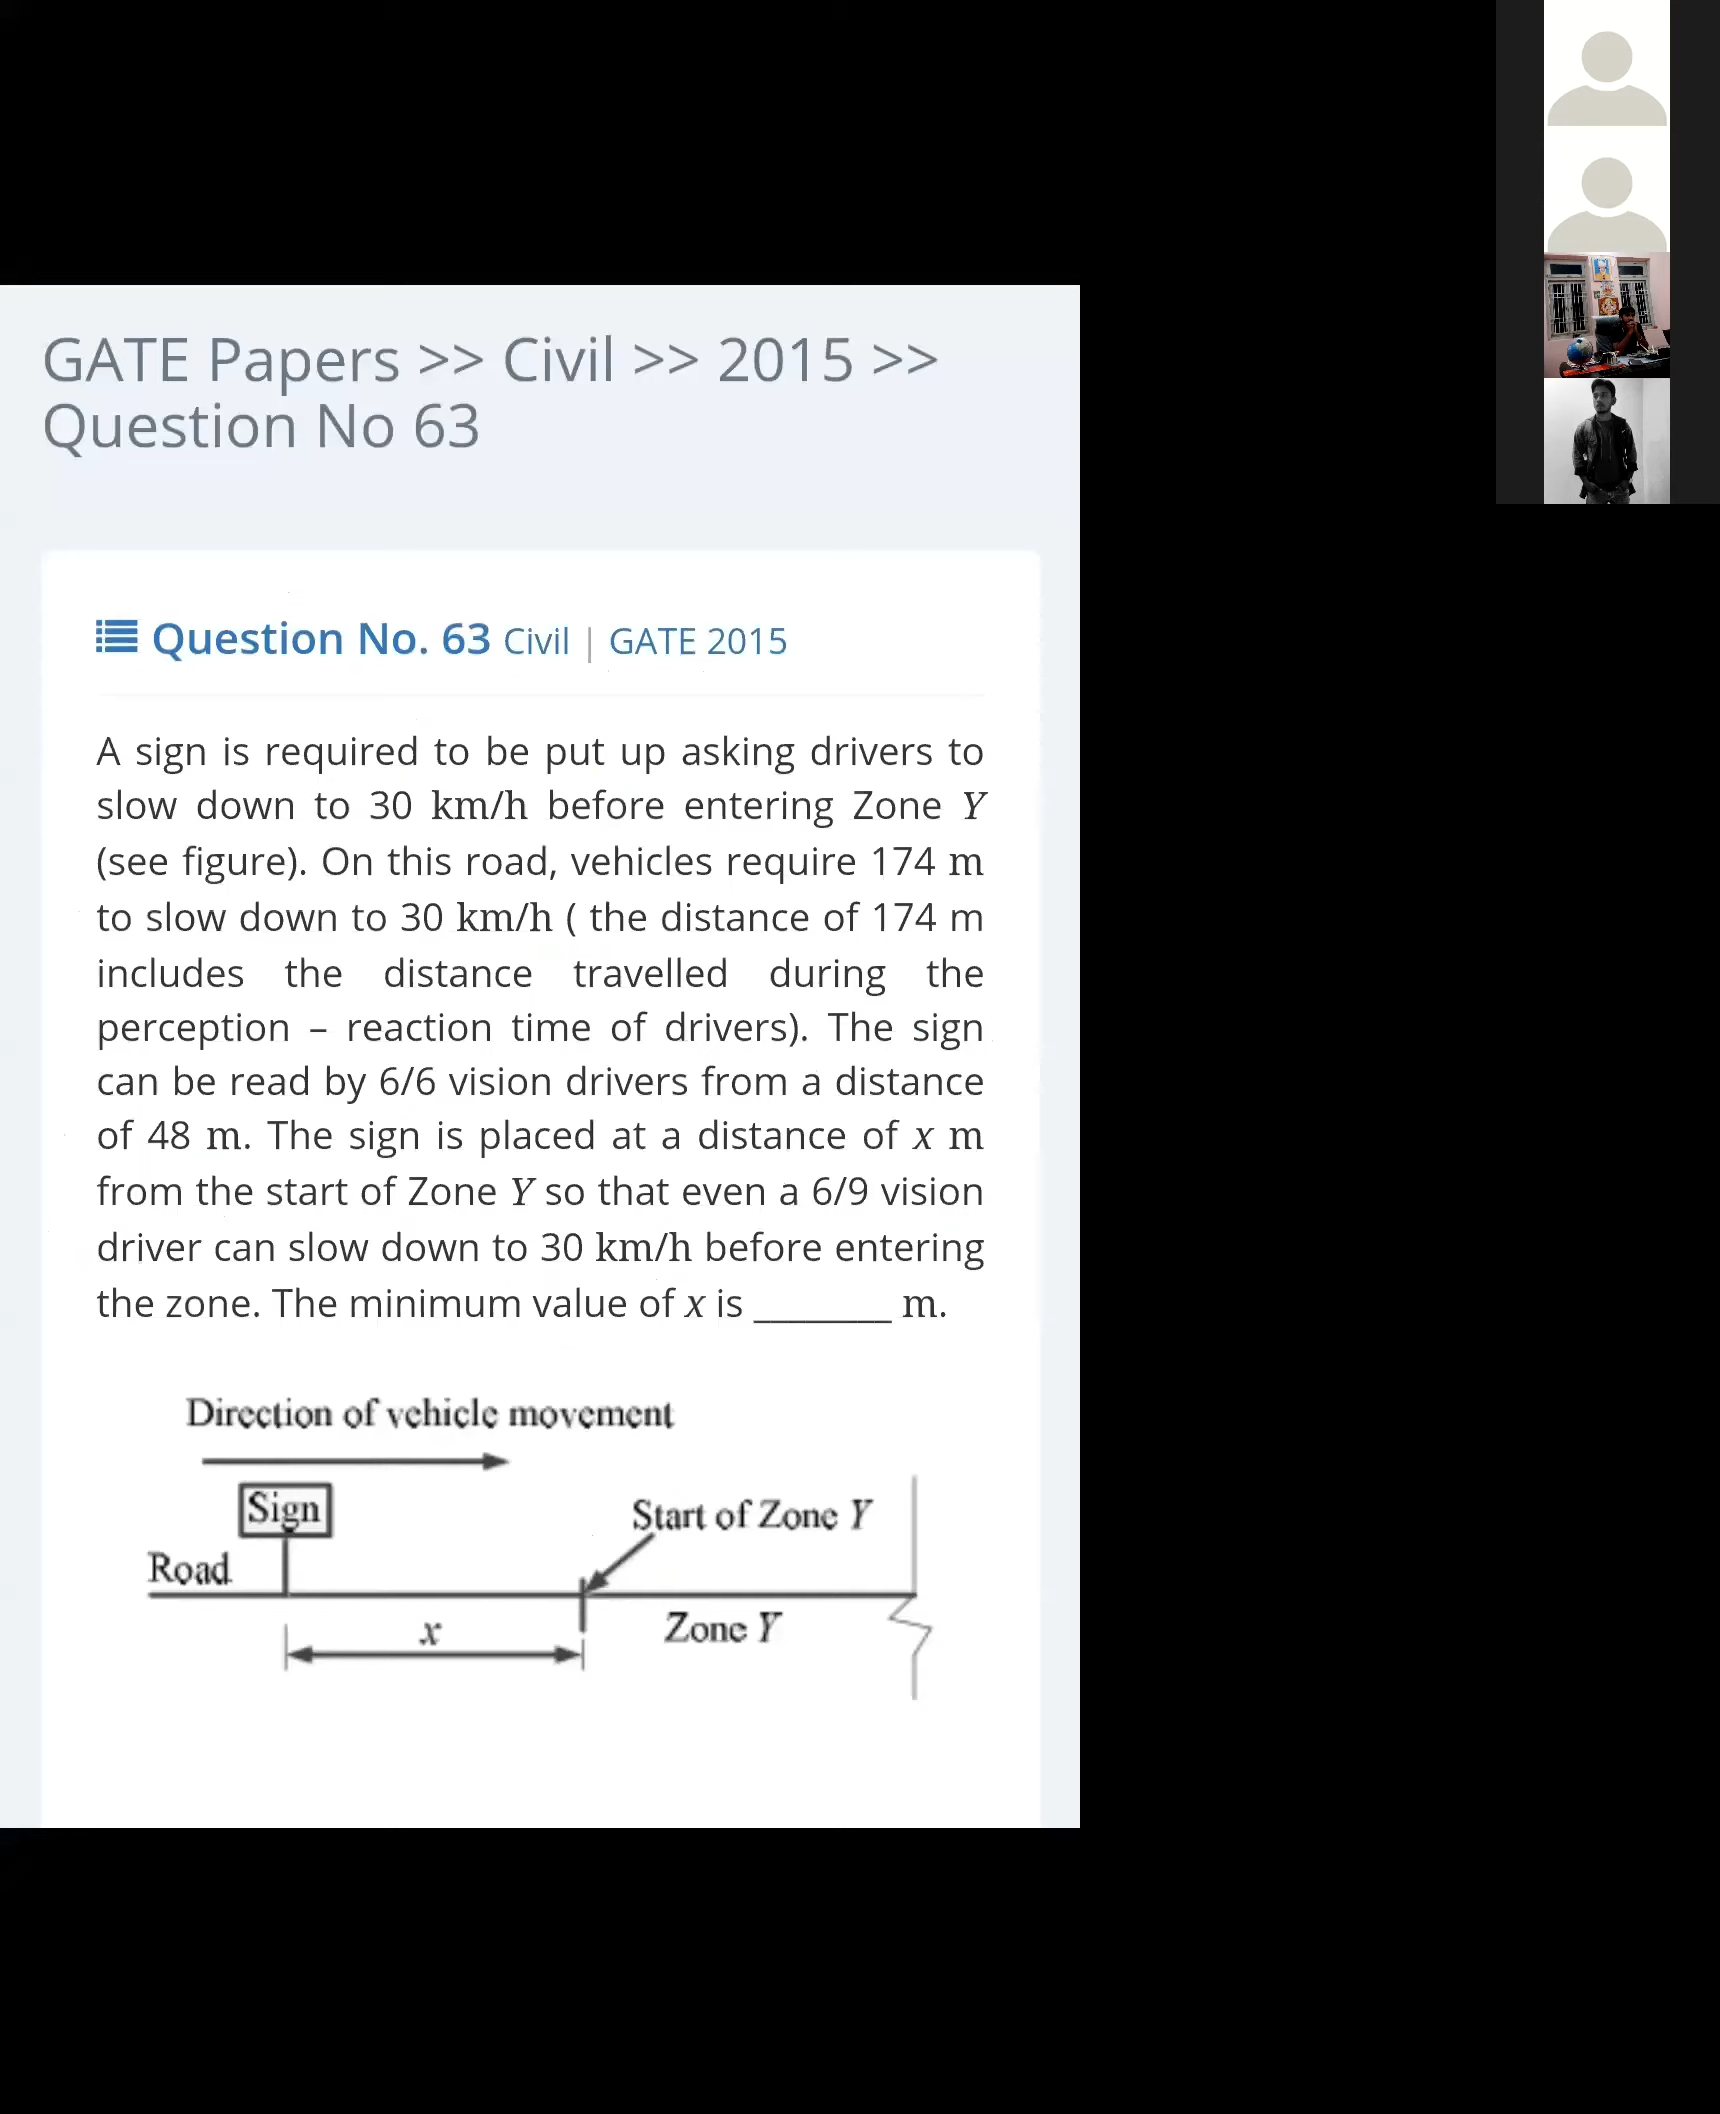 GATE Papers >> Civil >> 2015 >>
Question No 63
Question No. 63 Civil | GATE 2015
A sign is required to be put up asking drivers to
slow down to 30 km/h before entering Zone Y
(see figure). On this road, vehicles require 174 m
to slow down to 30 km/h ( the distance of 174 m
includes the distance travelled during the
perception – reaction time of drivers). The sign
can be read by 6/6 vision drivers from a distance
of 48 m. The sign is placed at a distance of x m
from the start of Zone Y so that even a 6/9 vision
driver can slow down to 30 km/h before entering
the zone. The minimum value of x is _______ m.
Direction of vehicle movement
Sign
Start of Zone Y
Road
x
Zone Y